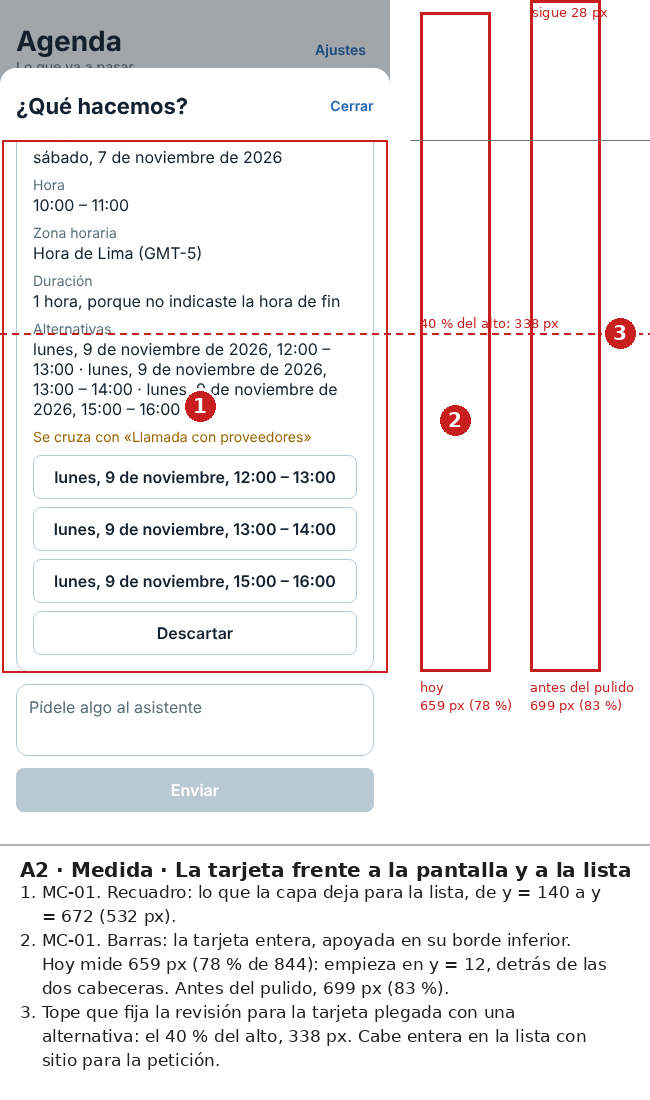 Agenda
Ajustes
Lo que va a pasar
¿Qué hacemos?
Cerrar
sábado, 7 de noviembre de 2026
Hora
10:00 – 11:00
Zona horaria
Hora de Lima (GMT-5)
Duración
1 hora, porque no indicaste la hora de fin
Alternativas
lunes, 9 de noviembre de 2026, 12:00 –
13:00 · lunes, 9 de noviembre de 2026,
13:00 – 14:00 · lunes, 9 de noviembre de
2026, 15:00 – 16:00
1
Se cruza con «Llamada con proveedores»
lunes, 9 de noviembre, 12:00 – 13:00
lunes, 9 de noviembre, 13:00 – 14:00
lunes, 9 de noviembre, 15:00 – 16:00
Descartar
Pídele algo al asistente
Enviar
sigue 28 px
40 % del alto: 338 px
3
2
hoy
659 px (78 %)
antes del pulido
699 px (83 %)
A2 · Medida · La tarjeta frente a la pantalla y a la lista
1. MC-01. Recuadro: lo que la capa deja para la lista, de y = 140 a y
= 672 (532 px).
2. MC-01. Barras: la tarjeta entera, apoyada en su borde inferior.
Hoy mide 659 px (78 % de 844): empieza en y = 12, detrás de las
dos cabeceras. Antes del pulido, 699 px (83 %).
3. Tope que fija la revisión para la tarjeta plegada con una
alternativa: el 40 % del alto, 338 px. Cabe entera en la lista con
sitio para la petición.